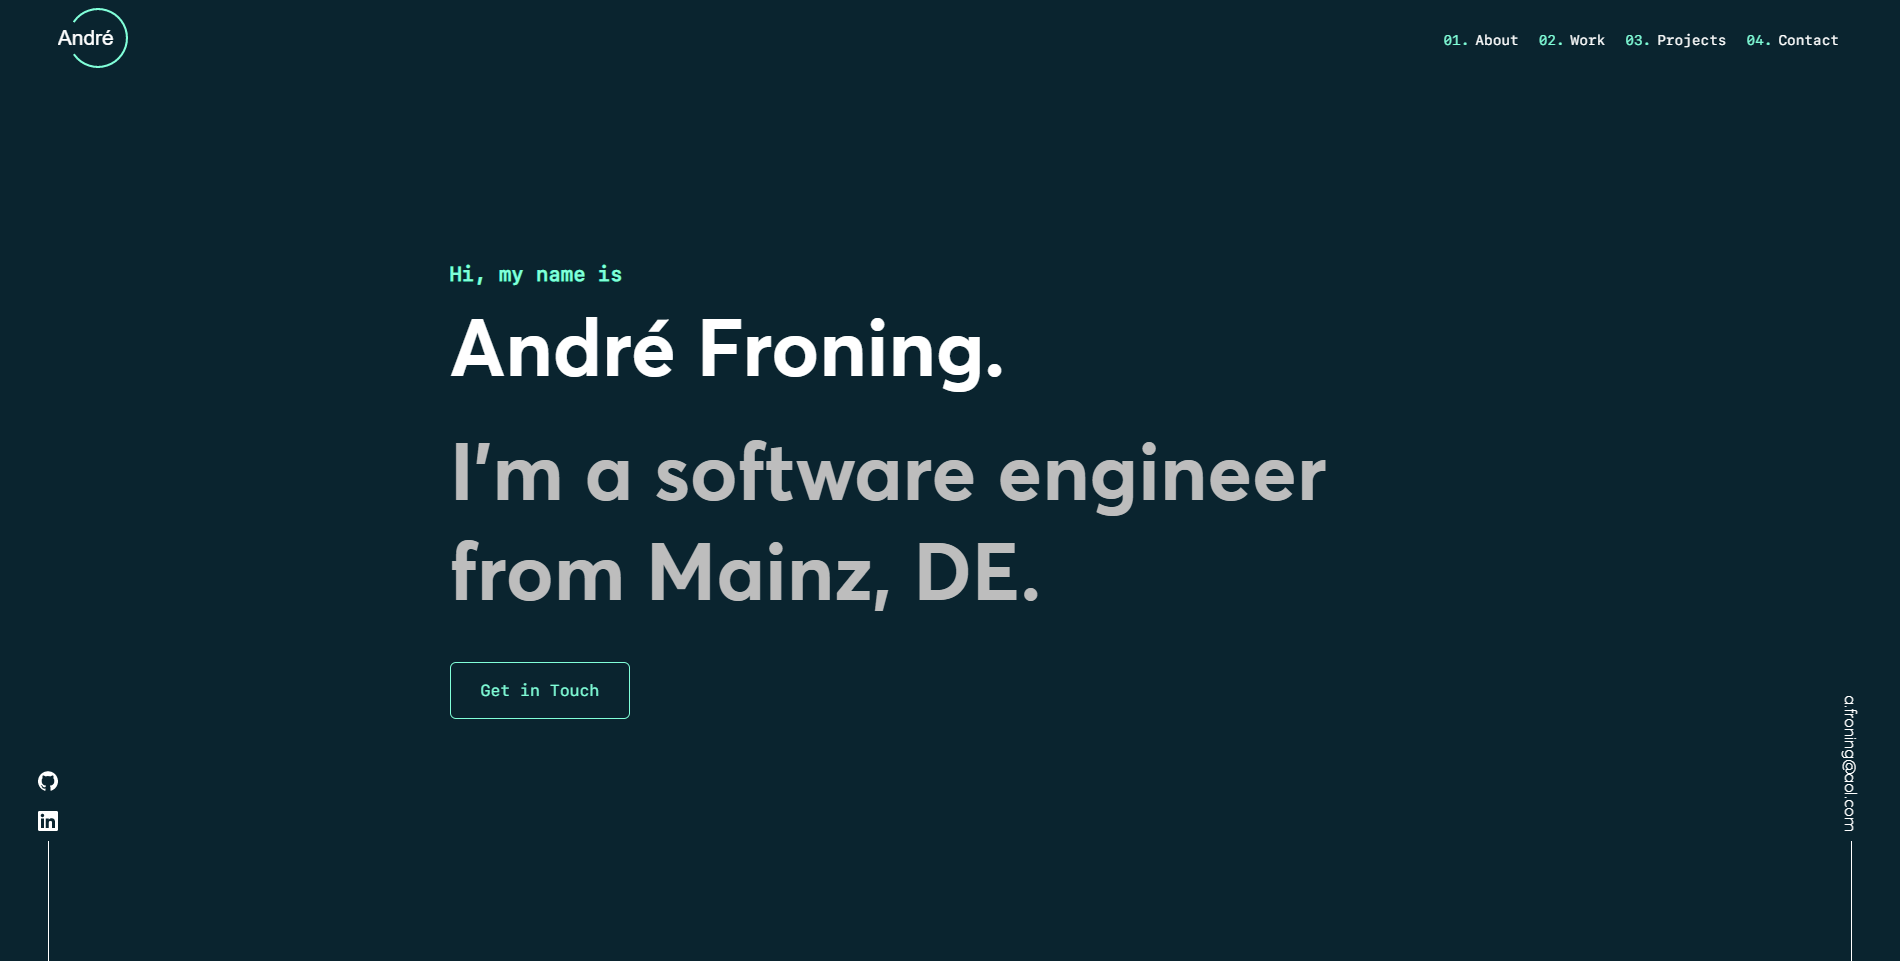 André
01. About 02. Work 03. Projects 04. Contact
Hi, my name is
André Froning.
I'm a software engineer
from Mainz, DE.
Get in Touch
in
a.froning@aol.com